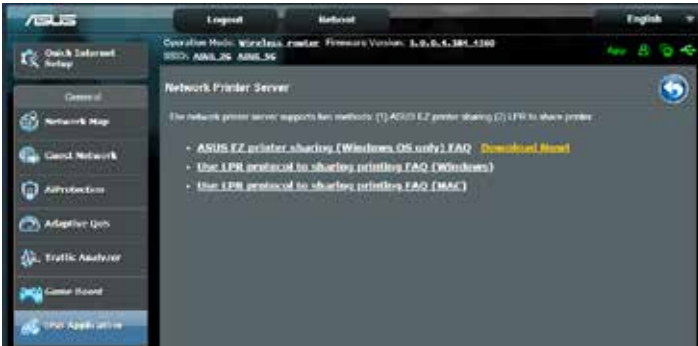 ASUS
Logout
Reboot
English
Quick Internet Setup
Operation Mode: Wireless router Firmware Version:
SSID: ASUS_2G ASUS_5G
App
General
Network Map
Guest Network
AiProtection
Adaptive QoS
Traffic Analyzer
Game Boost
USB Application
Network Printer Server
The network printer server supports two methods: (1) ASUS EZ printer sharing (2) LPR to share printer
ASUS EZ printer sharing (Windows OS only) FAQ Download Now!
Use LPR protocol to sharing printing FAQ (Windows)
Use LPR protocol to sharing printing FAQ (MAC)